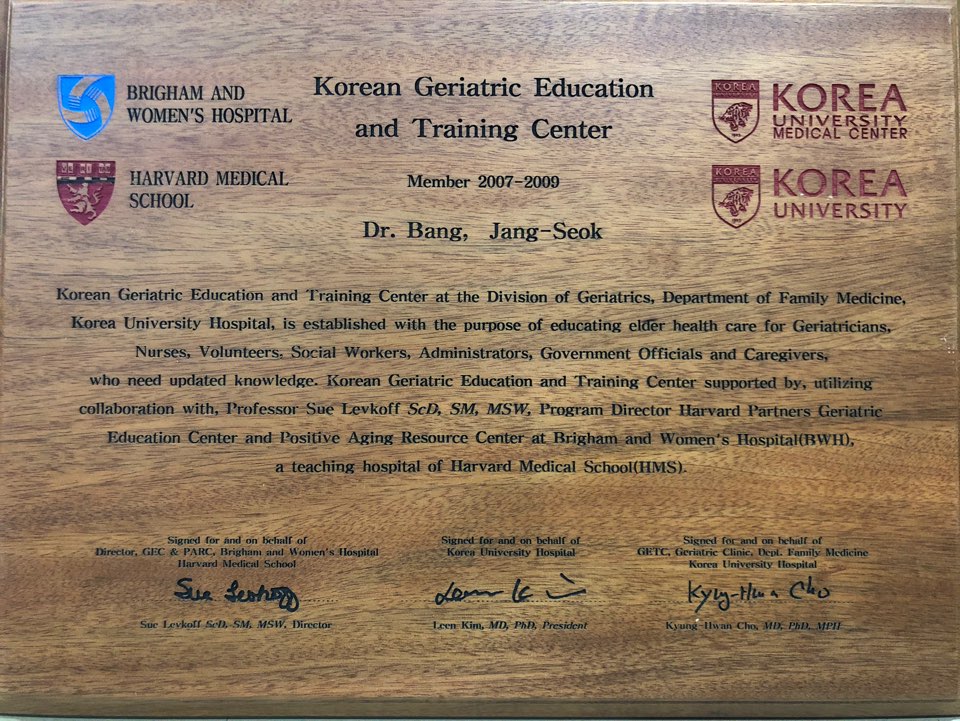 BRIGHAM AND
WOMEN'S HOSPITAL
HARVARD MEDICAL
SCHOOL
Korean Geriatric Education
and Training Center
Member 2007-2009
Dr. Bang, Jang-Seok
KOREA
KOREA
UNIVERSITY
MEDICAL CENTER
KOREA
KOREA
UNIVERSITY
Korean Geriatric Education and Training Center at the Division of Geriatrics, Department of Family Medicine,
Korea University Hospital, is established with the purpose of educating elder health care for Geriatricians,
Nurses, Volunteers, Social Workers, Administrators, Government Officials and Caregivers,
who need updated knowledge. Korean Geriatric Education and Training Center supported by, utilizing
collaboration with, Professor Sue Levkoff ScD, SM, MSW, Program Director Harvard Partners Geriatric
Education Center and Positive Aging Resource Center at Brigham and Women's Hospital(BWH),
a teaching hospital of Harvard Medical School(HMS).
Signed for and on behalf of
Director, GEC & PARC, Brigham and Women's Hospital
Harvard Medical School
Sue Levkoff
Sue Levkoff ScD, SM, MSW, Director
Signed for and on behalf of
Korea University Hospital
Leen Kim
Leen Kim, MD, PhD, President
Signed for and on behalf of
GETC, Geriatric Clinic, Dept. Family Medicine
Korea University Hospital
Kyung-Hwan Cho
Kyung-Hwan Cho, MD, PhD, MPH